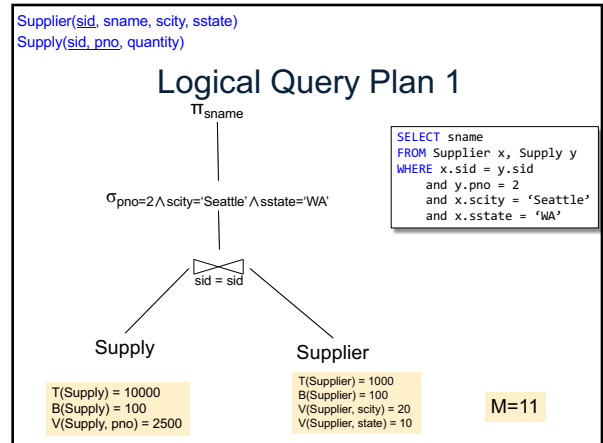 Supplier(sid, sname, scity, sstate)
Supply(sid, pno, quantity)
Logical Query Plan 1
π sname
SELECT sname
FROM Supplier x, Supply y
WHERE x.sid = y.sid
and y.pno = 2
and x.scity = ‘Seattle’
and x.sstate = ‘WA’
σ pno=2∧scity=‘Seattle’∧sstate=‘WA’
sid = sid
Supply
Supplier
T(Supply) = 10000
B(Supply) = 100
V(Supply, pno) = 2500
T(Supplier) = 1000
B(Supplier) = 100
V(Supplier, scity) = 20
V(Supplier, state) = 10
M=11